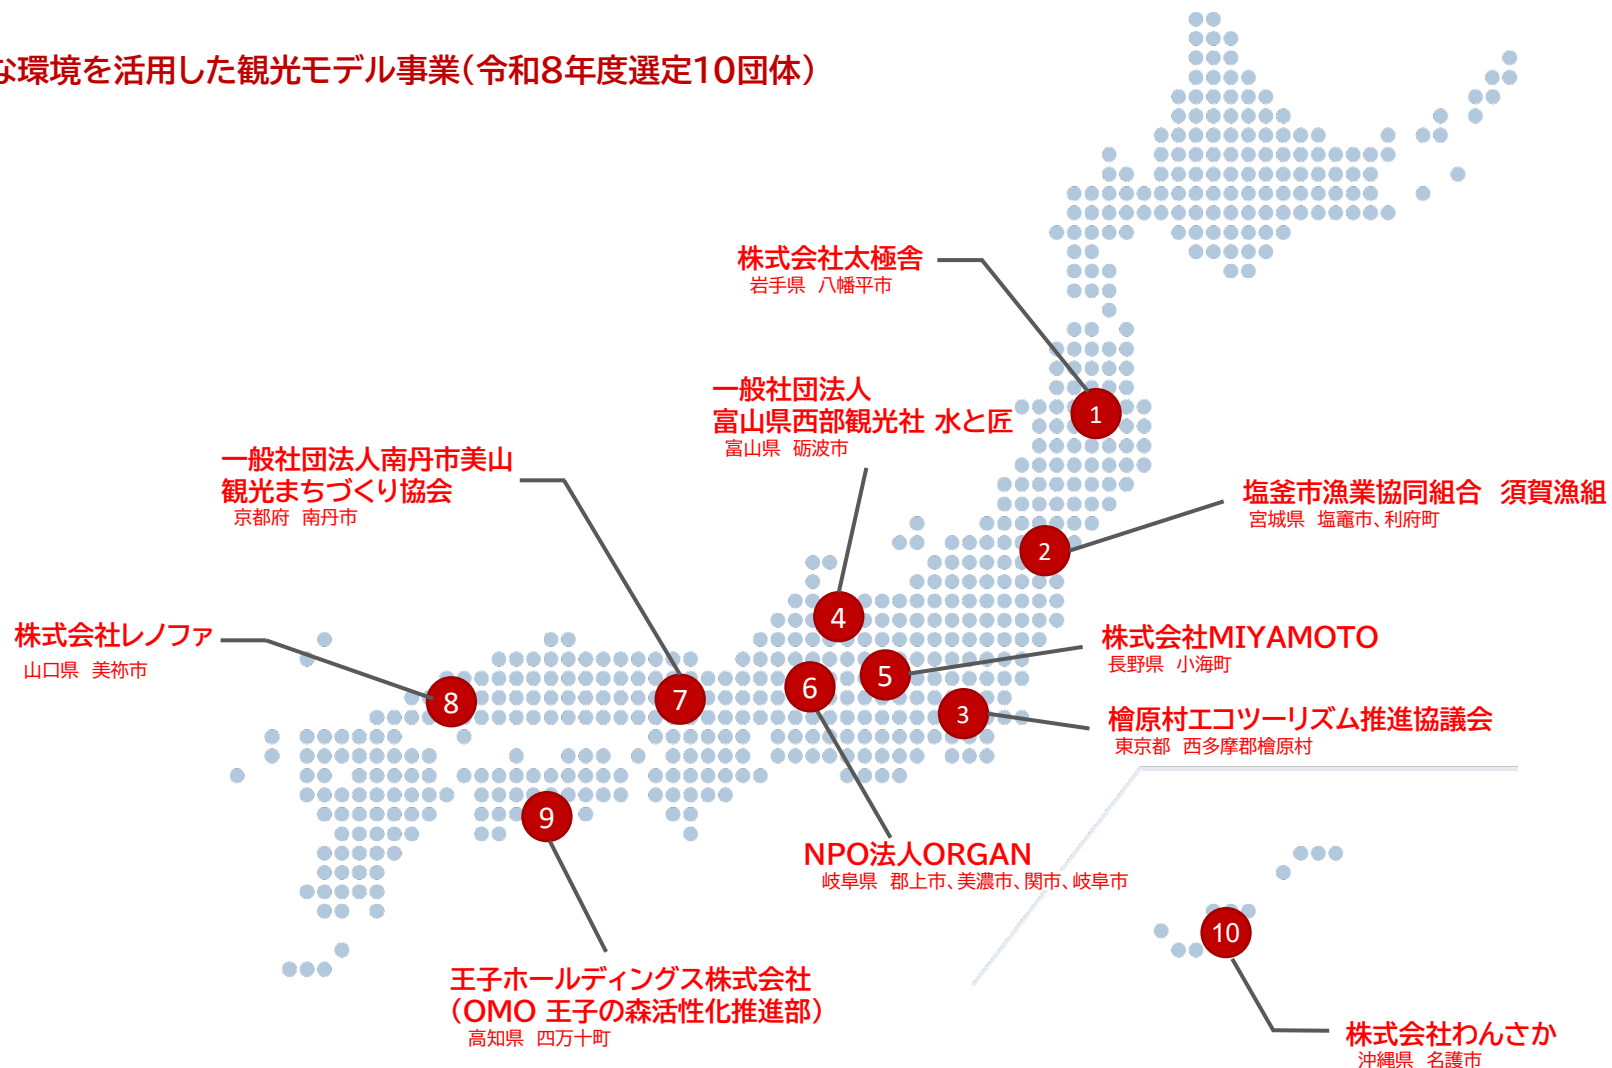 な環境を活用した観光モデル事業（令和8年度選定10団体）
株式会社太極舎
岩手県 八幡平市
1
一般社団法人
富山県西部観光社 水と匠
富山県 砺波市
4
一般社団法人南丹市美山
観光まちづくり協会
京都府 南丹市
7
塩釜市漁業協同組合 須賀漁組
宮城県 塩竈市、利府町
2
株式会社レノファ
山口県 美祢市
8
株式会社MIYAMOTO
長野県 小海町
5
檜原村エコツーリズム推進協議会
東京都 西多摩郡檜原村
3
6
NPO法人ORGAN
岐阜県 郡上市、美濃市、関市、岐阜市
9
王子ホールディングス株式会社
（OMO 王子の森活性化推進部）
高知県 四万十町
10
株式会社わんさか
沖縄県 名護市